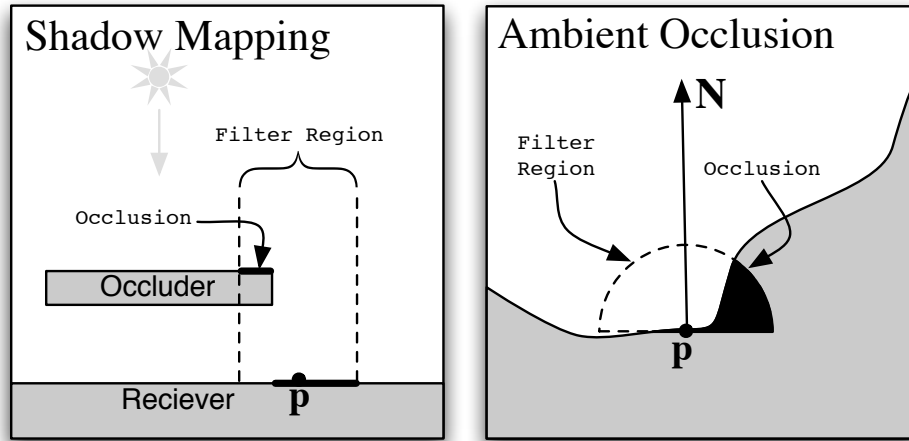 Shadow Mapping
Filter Region
Occlusion
Occluder
p
Reciever
Ambient Occlusion
N
Filter
Region
Occlusion
p